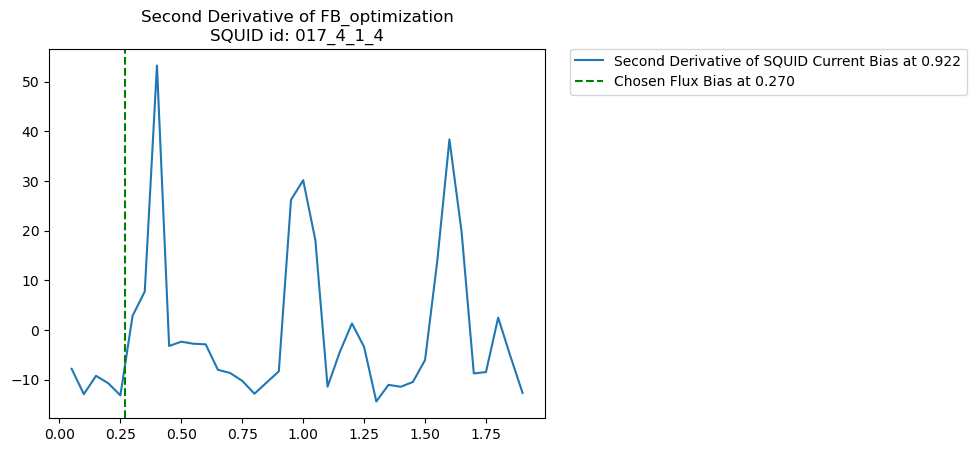 Second Derivative of FB_optimization
SQUID id: 017_4_1_4
Second Derivative of SQUID Current Bias at 0.922
Chosen Flux Bias at 0.270
50
40
30
20
10
0
−10
0.00 0.25 0.50 0.75 1.00 1.25 1.50 1.75